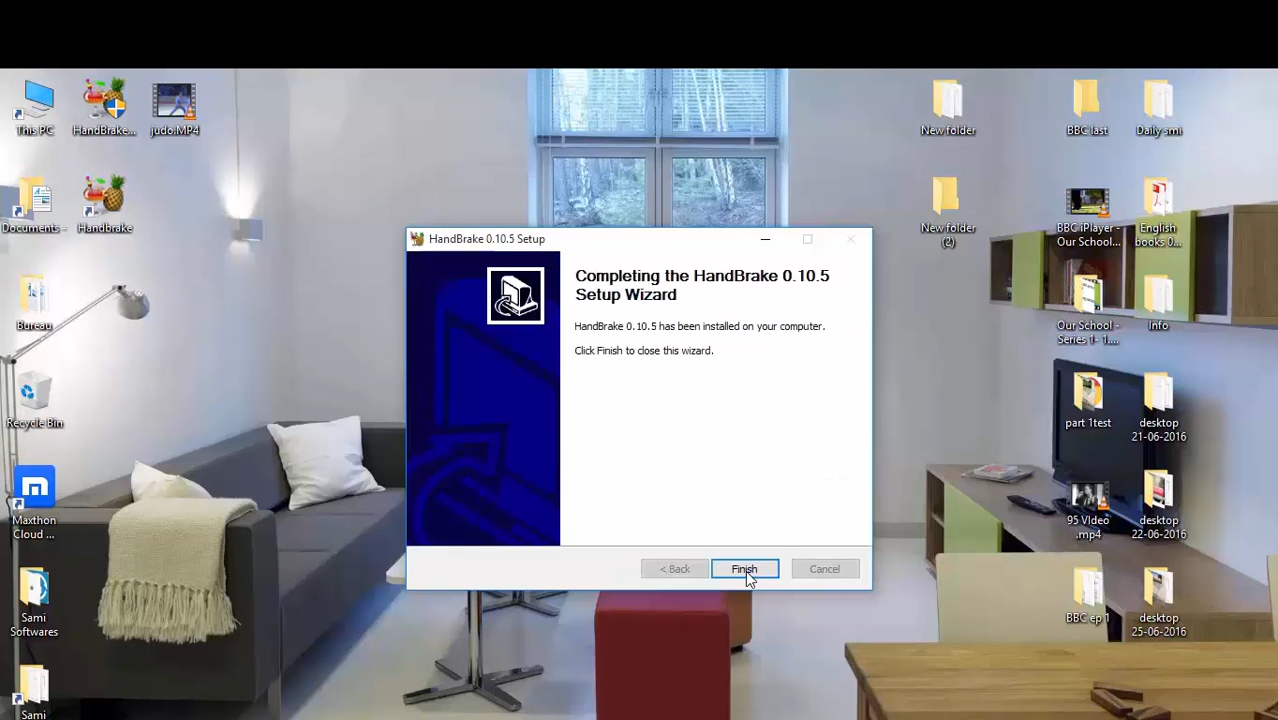 This PC
HandBrake...
judo.MP4
New folder
BBC last
Daily smi
Documents -
Handbrake
New folder
(2)
BBC iPlayer -
Our School...
English
books 0...
HandBrake 0.10.5 Setup
Completing the HandBrake 0.10.5
Setup Wizard
HandBrake 0.10.5 has been installed on your computer.
Click Finish to close this wizard.
Bureau
Our School -
Series 1- 1....
Info
Recycle Bin
part 1test
desktop
21-06-2016
Maxthon
Cloud ...
95 VIdeo
.mp4
desktop
22-06-2016
< Back
Finish
Cancel
Sami
Softwares
BBC ep 1
desktop
25-06-2016
Sami